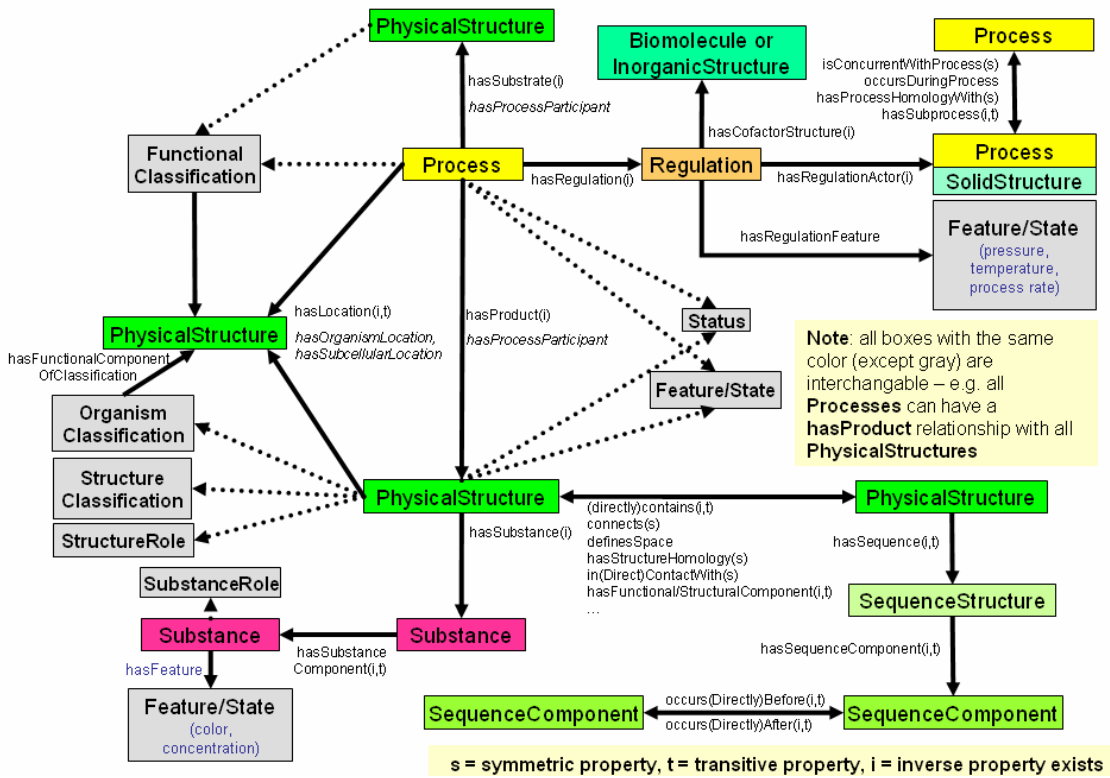 PhysicalStructure
Biomolecule or
InorganicStructure
Process
isConcurrentWithProcess(s)
occursDuringProcess
hasProcessHomologyWith(s)
hasSubprocess(i,t)
hasSubstrate(i)
hasProcessParticipant
hasCofactorStructure(i)
Functional
Classification
Process
hasRegulation(i)
Regulation
hasRegulationActor(i)
Process
SolidStructure
hasRegulationFeature
Feature/State
(pressure,
temperature,
process rate)
PhysicalStructure
hasLocation(i,t)
hasOrganismLocation,
hasSubcellularLocation
hasProduct(i)
hasProcessParticipant
Status
hasFunctionalComponent
OfClassification
Feature/State
Note: all boxes with the same
color (except gray) are
interchangable – e.g. all
Processes can have a
hasProduct relationship with all
PhysicalStructures
Organism
Classification
Structure
Classification
StructureRole
PhysicalStructure
hasSubstance(i)
(directly)contains(i,t)
connects(s)
definesSpace
hasStructureHomology(s)
in(Direct)ContactWith(s)
hasFunctional/StructuralComponent(i,t)
...
PhysicalStructure
hasSequence(i,t)
SequenceStructure
hasSequenceComponent(i,t)
SubstanceRole
Substance
hasSubstance
Component(i,t)
Substance
hasFeature
Feature/State
(color,
concentration)
SequenceComponent
occurs(Directly)Before(i,t)
occurs(Directly)After(i,t)
SequenceComponent
s = symmetric property, t = transitive property, i = inverse property exists